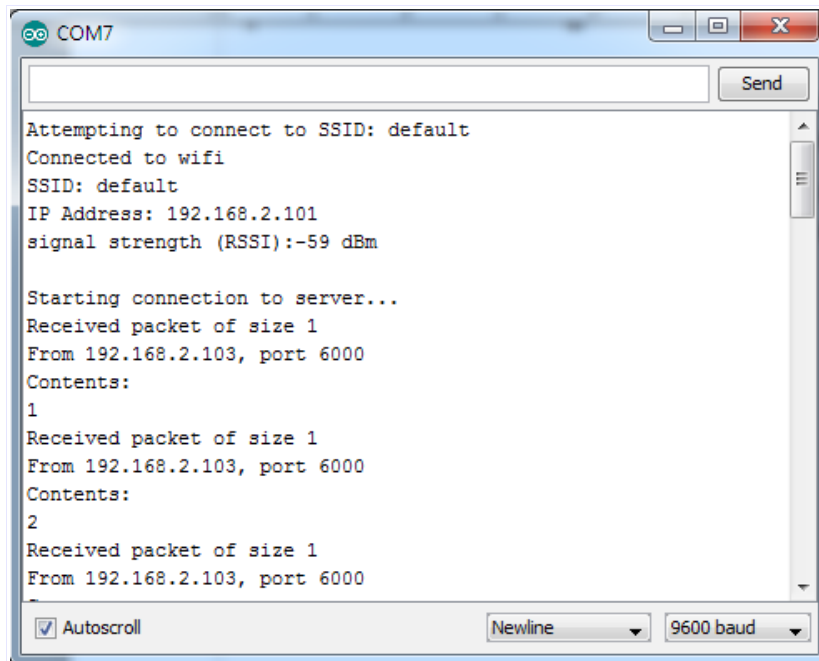 COM7
Send
Attempting to connect to SSID: default
Connected to wifi
SSID: default
IP Address: 192.168.2.101
signal strength (RSSI):-59 dBm
Starting connection to server...
Received packet of size 1
From 192.168.2.103, port 6000
Contents:
1
Received packet of size 1
From 192.168.2.103, port 6000
Contents:
2
Received packet of size 1
From 192.168.2.103, port 6000
Autoscroll Newline 9600 baud